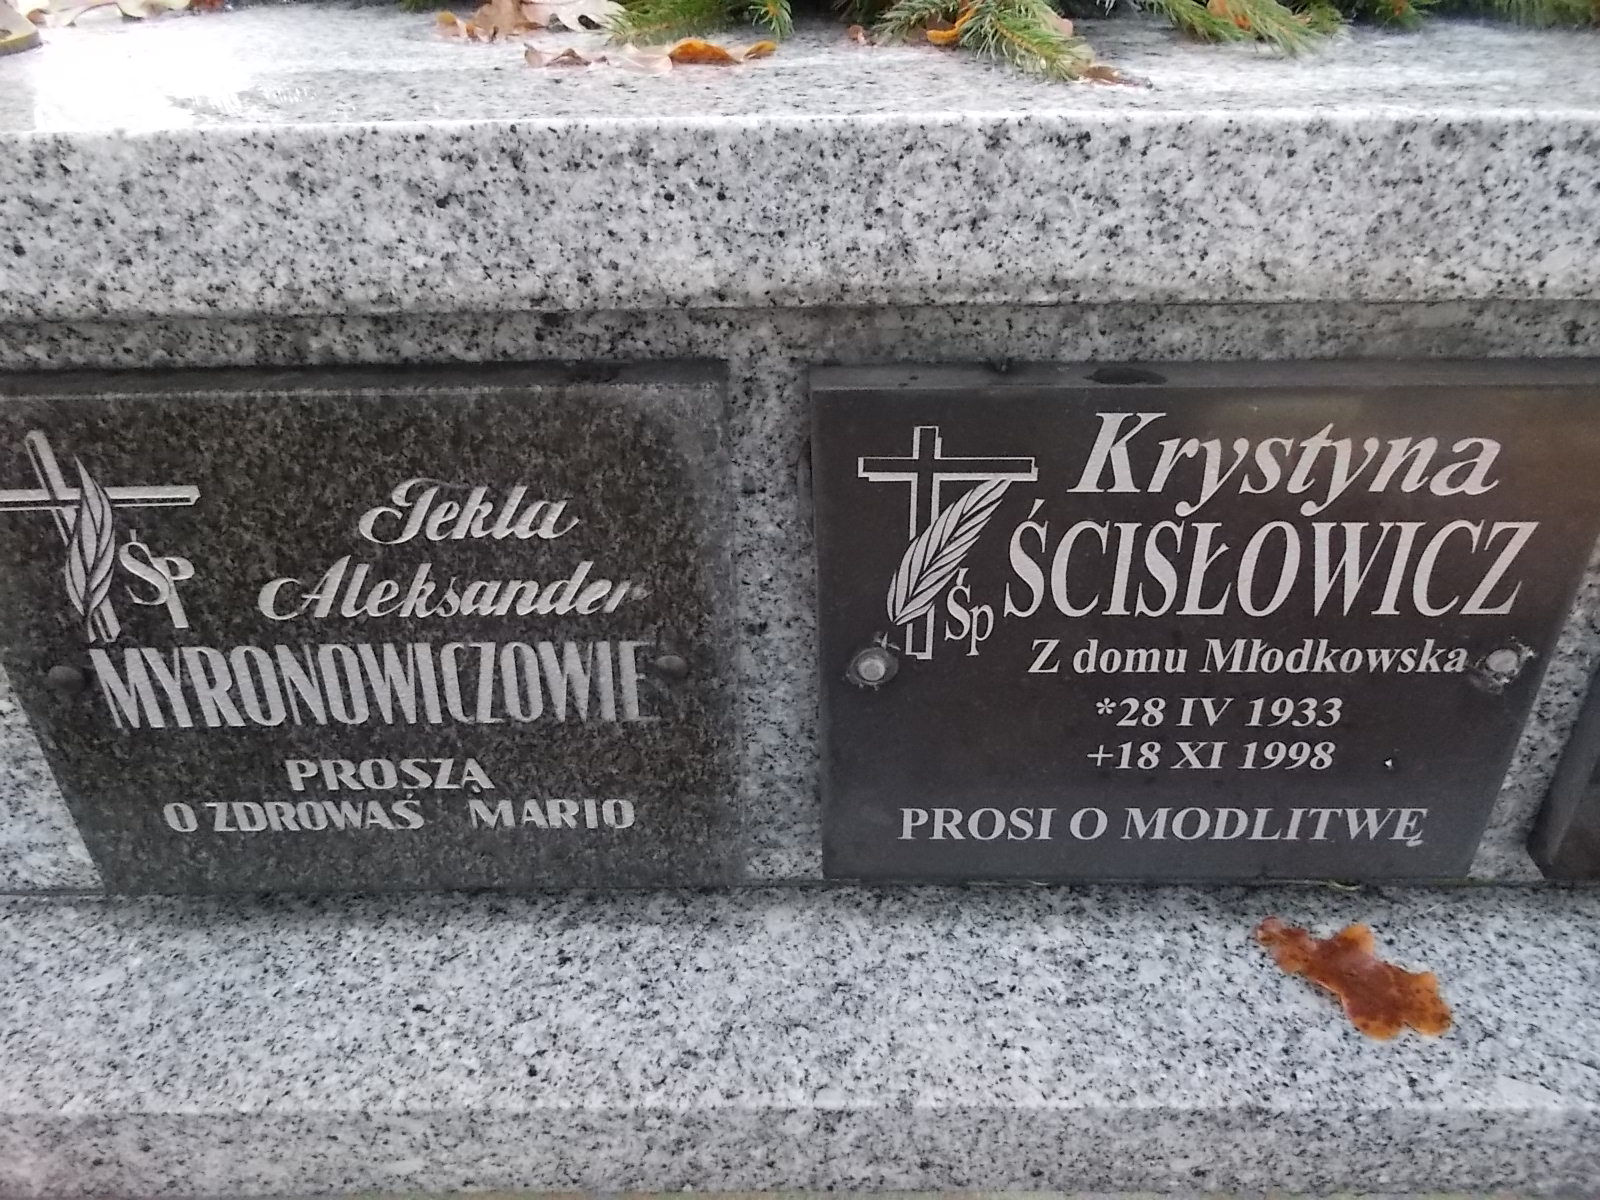 ŚP
Tekla
Aleksander
MYRONOWICZOWIE
PROSZĄ
O ZDROWAŚ MARIO
Śp
Krystyna
ŚCISŁOWICZ
Z domu Młodkowska
*28 IV 1933
+18 XI 1998
PROSI O MODLITWĘ